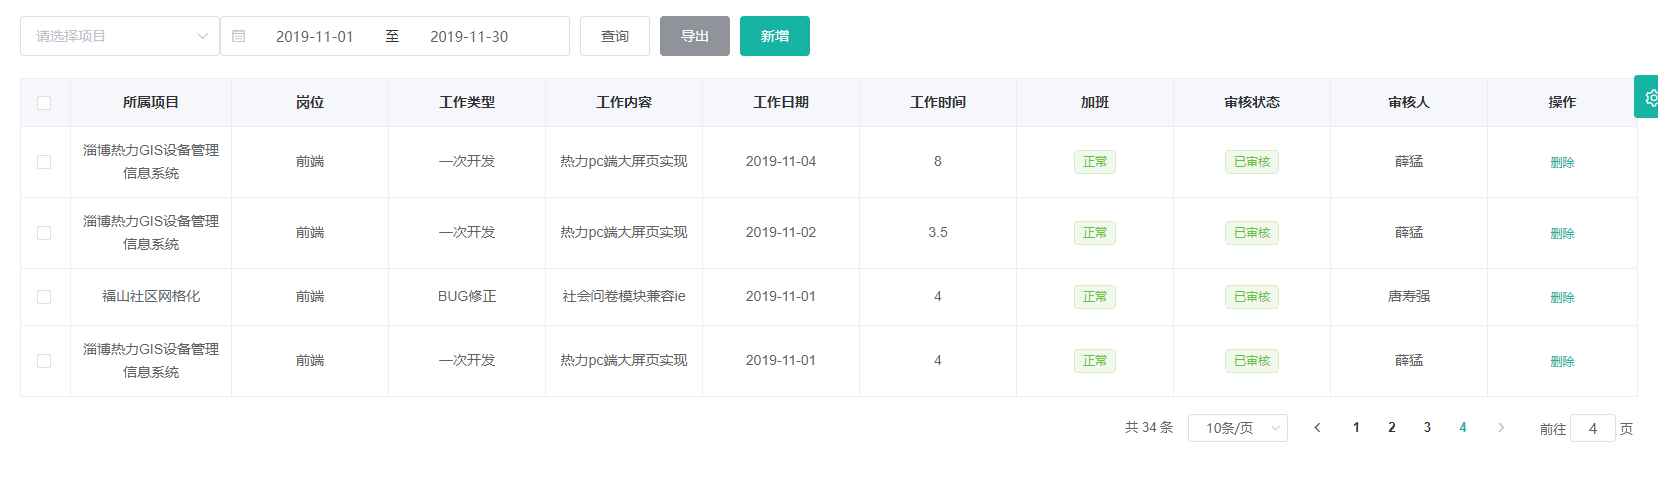 请选择项目 2019-11-01 至 2019-11-30 查询 导出 新增
所属项目 岗位 工作类型 工作内容 工作日期 工作时间 加班 审核状态 审核人 操作
淄博热力GIS设备管理
信息系统 前端 一次开发 热力pc端大屏页实现 2019-11-04 8 正常 已审核 薛猛 删除
淄博热力GIS设备管理
信息系统 前端 一次开发 热力pc端大屏页实现 2019-11-02 3.5 正常 已审核 薛猛 删除
福山社区网格化 前端 BUG修正 社会问卷模块兼容ie 2019-11-01 4 正常 已审核 唐寿强 删除
淄博热力GIS设备管理
信息系统 前端 一次开发 热力pc端大屏页实现 2019-11-01 4 正常 已审核 薛猛 删除
共 34 条 10条/页 1 2 3 4 前往 4 页